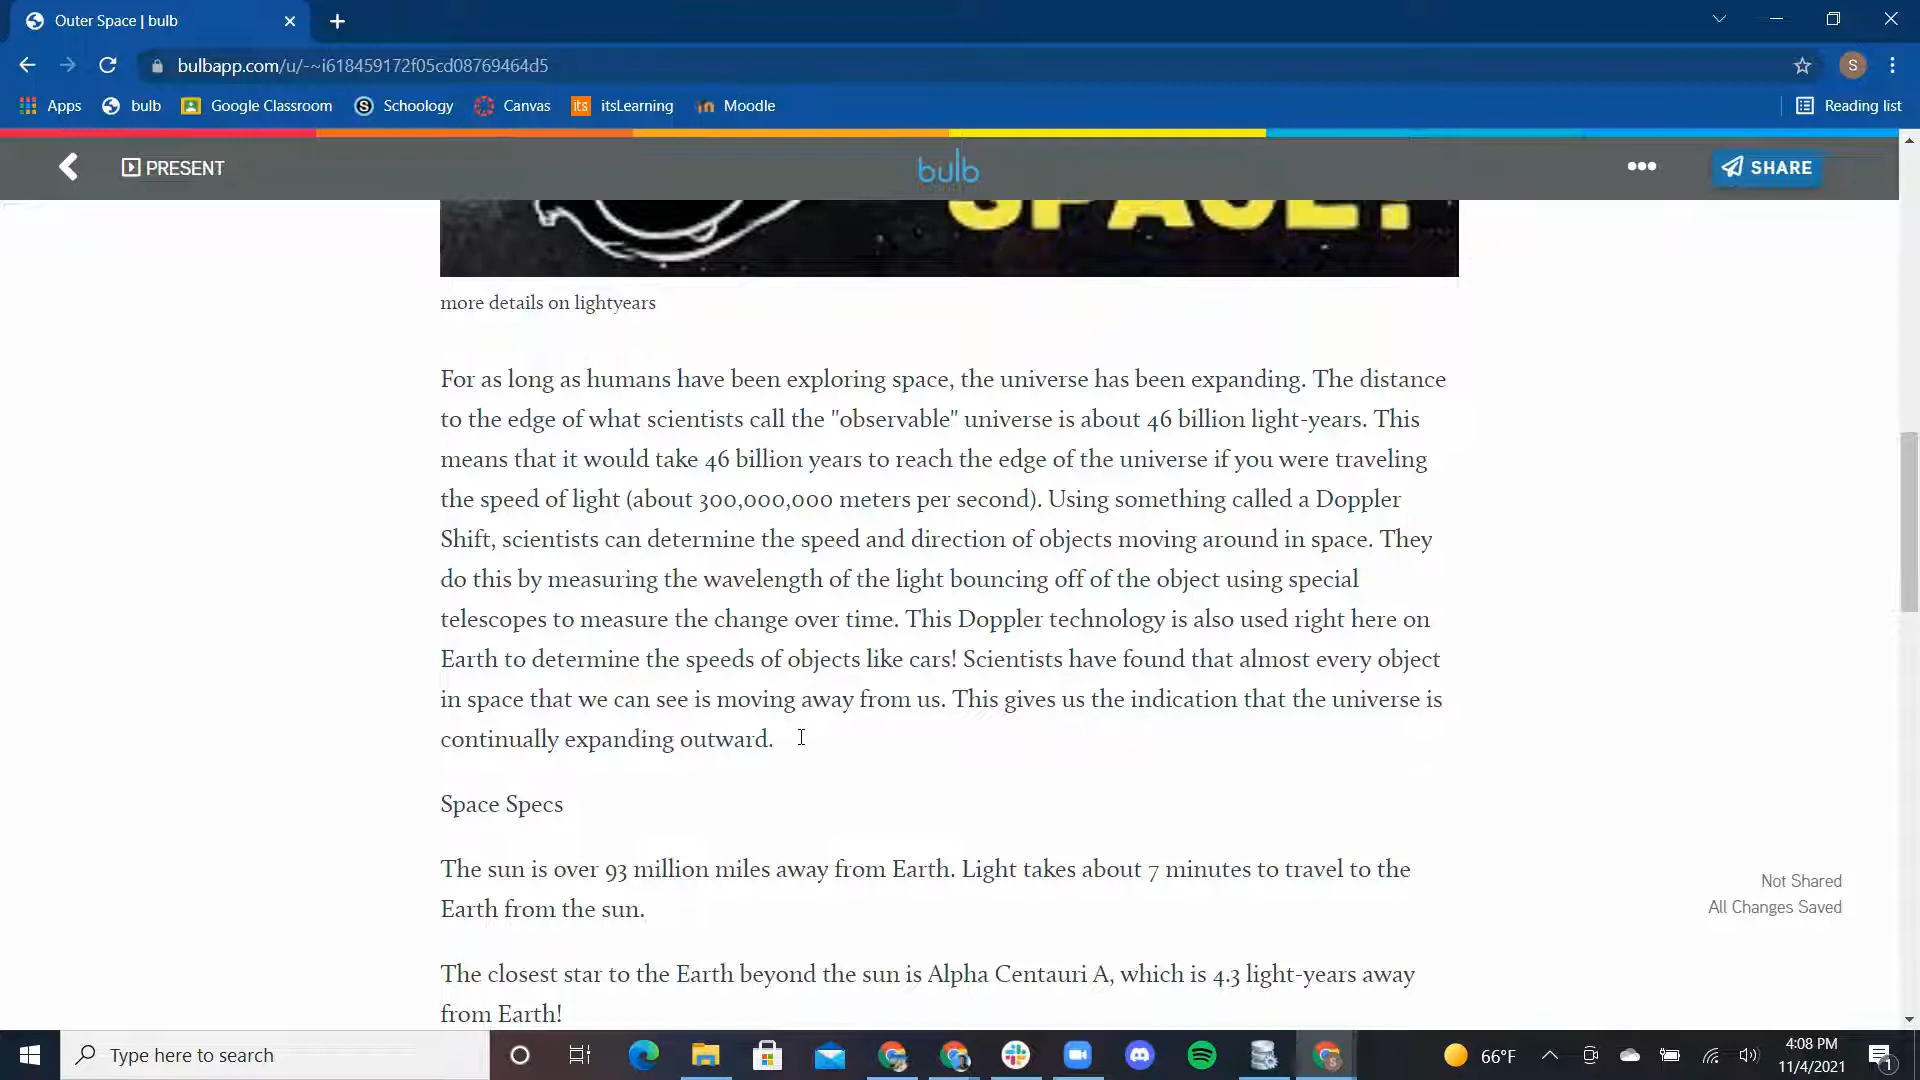 Outer Space | bulb
bulbapp.com/u/-~i618459172f05cd08769464d5
S
Apps bulb Google Classroom S Schoology Canvas its itsLearning m Moodle Reading list
PRESENT bulb SHARE
SPACE?
more details on lightyears
For as long as humans have been exploring space, the universe has been expanding. The distance
to the edge of what scientists call the "observable" universe is about 46 billion light-years. This
means that it would take 46 billion years to reach the edge of the universe if you were traveling
the speed of light (about 300,000,000 meters per second). Using something called a Doppler
Shift, scientists can determine the speed and direction of objects moving around in space. They
do this by measuring the wavelength of the light bouncing off of the object using special
telescopes to measure the change over time. This Doppler technology is also used right here on
Earth to determine the speeds of objects like cars! Scientists have found that almost every object
in space that we can see is moving away from us. This gives us the indication that the universe is
continually expanding outward.
Space Specs
The sun is over 93 million miles away from Earth. Light takes about 7 minutes to travel to the
Earth from the sun.
Not Shared
All Changes Saved
The closest star to the Earth beyond the sun is Alpha Centauri A, which is 4.3 light-years away
from Earth!
Type here to search
66°F
4:08 PM
11/4/2021
1